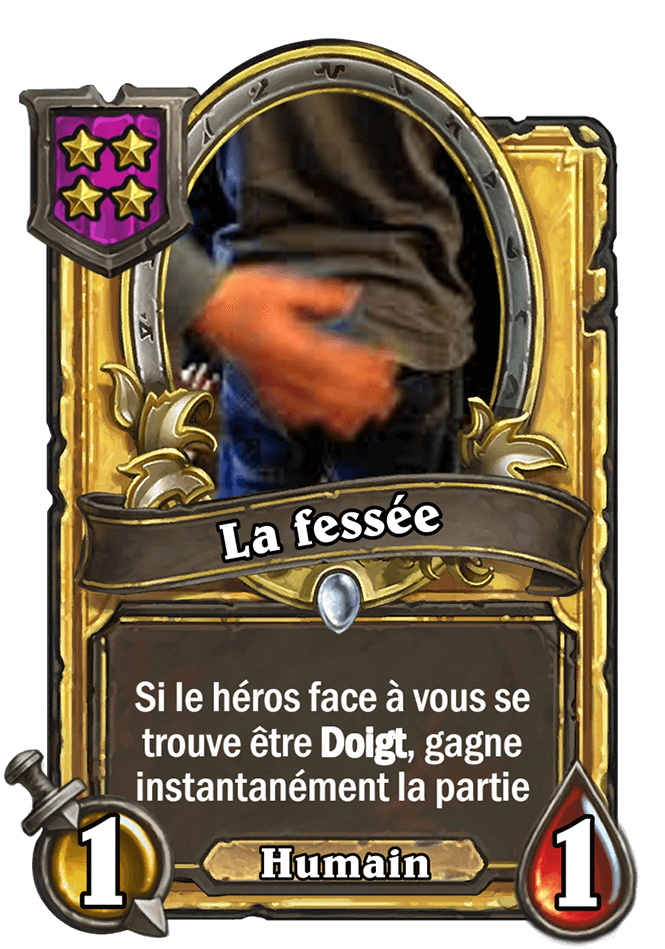 La fessée
Si le héros face à vous se
trouve être Doigt, gagne
instantanément la partie
1
Humain
1